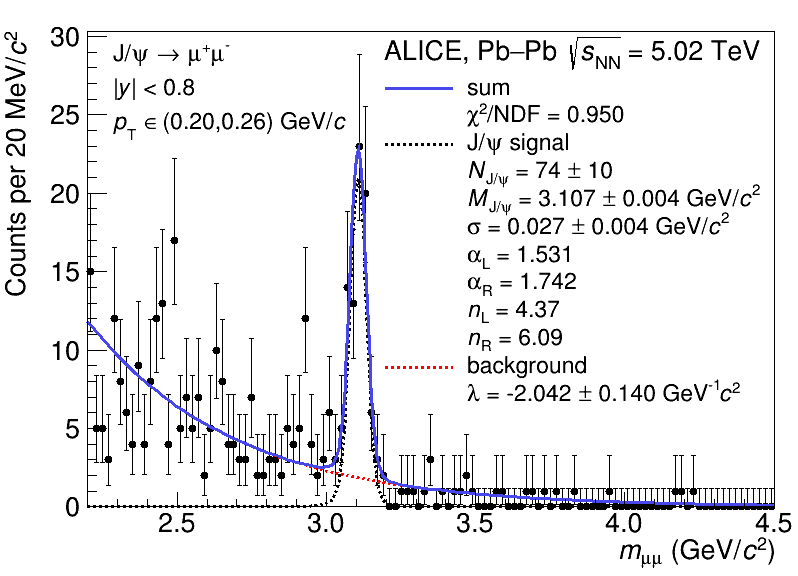 J/ψ → μ⁺μ⁻
|y| < 0.8
p_T ∈ (0.20,0.26) GeV/c
ALICE, Pb–Pb √s_NN = 5.02 TeV
sum
χ²/NDF = 0.950
J/ψ signal
N_J/ψ = 74 ± 10
M_J/ψ = 3.107 ± 0.004 GeV/c²
σ = 0.027 ± 0.004 GeV/c²
α_L = 1.531
α_R = 1.742
n_L = 4.37
n_R = 6.09
background
λ = -2.042 ± 0.140 GeV⁻¹c²
Counts per 20 MeV/c²
30
25
20
15
10
5
0
2.5 3.0 3.5 4.0 4.5
m_μμ (GeV/c²)